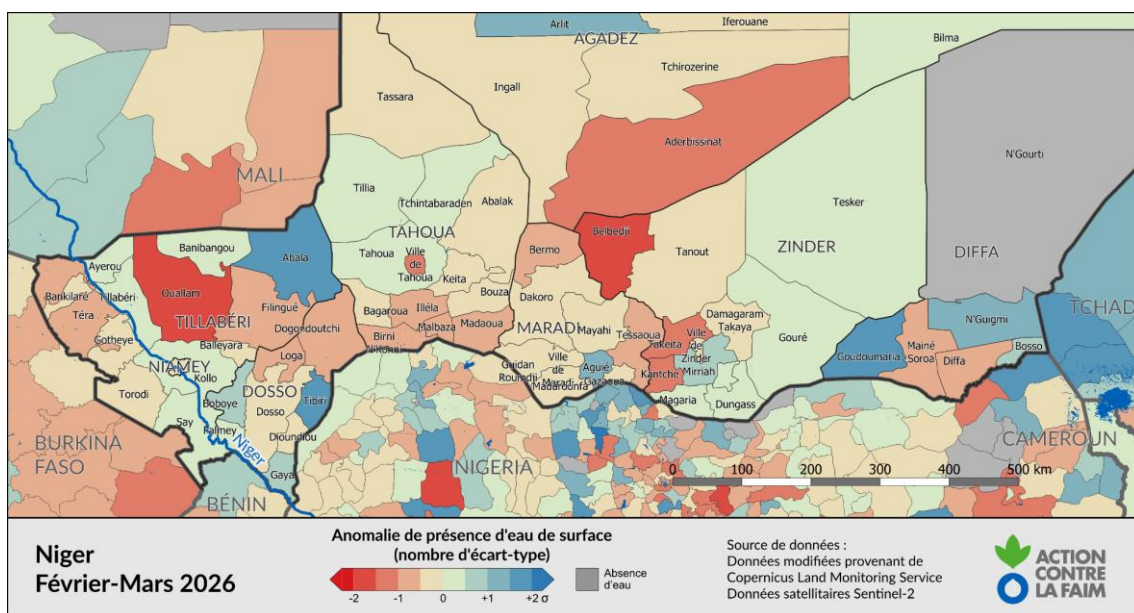 Arlit
Iferouane
AGADEZ
Bilma
Tchirozerine
Ingall
Tassara
Aderbissinat
N'Gourti
MALI
Tillia
Tchintabaraden
Abalak
Tesker
Belbedji
TAHOUA
Banibangou
Abala
Tahoua
Ville
de
Tahoua
Keita
Bermo
Tanout
ZINDER
DIFFA
Ayerou
Ouallam
Bankilaré
Tillabéri
Téra
Filingué
TILLABÉRI
Bagaroua
Illéla
Bouza
Dakoro
Damagaram
Takaya
TCHAD
N'Guigmi
Gotheye
Dogondoutchi
Birni
N'Konni
Malbaza
Madaoua
MARADI
Mayahi
Tessaoua
Takeita
Ville
de
Zinder
Gouré
Goudoumaria
Mainé
Soroa
Diffa
Bosso
Balleyara
Loga
NIAMEY
Kollo
Guidan
Roumdji
Ville
de
Maradi
Madarounfa
Aguié
Gazaoua
Kantche
Mirriah
Torodi
DOSSO
Boboye
Dosso
Tibiri
Magaria
Dungass
Say
Falmey
Dioundiou
BURKINA
FASO
Niger
Gaya
NIGERIA
CAMEROUN
BÉNIN
0 100 200 300 400 500 km
Niger
Février-Mars 2026
Anomalie de présence d'eau de surface
(nombre d'écart-type)
-2 -1 0 +1 +2 σ
Absence
d'eau
Source de données :
Données modifiées provenant de
Copernicus Land Monitoring Service
Données satellitaires Sentinel-2
ACTION
CONTRE
LA FAIM